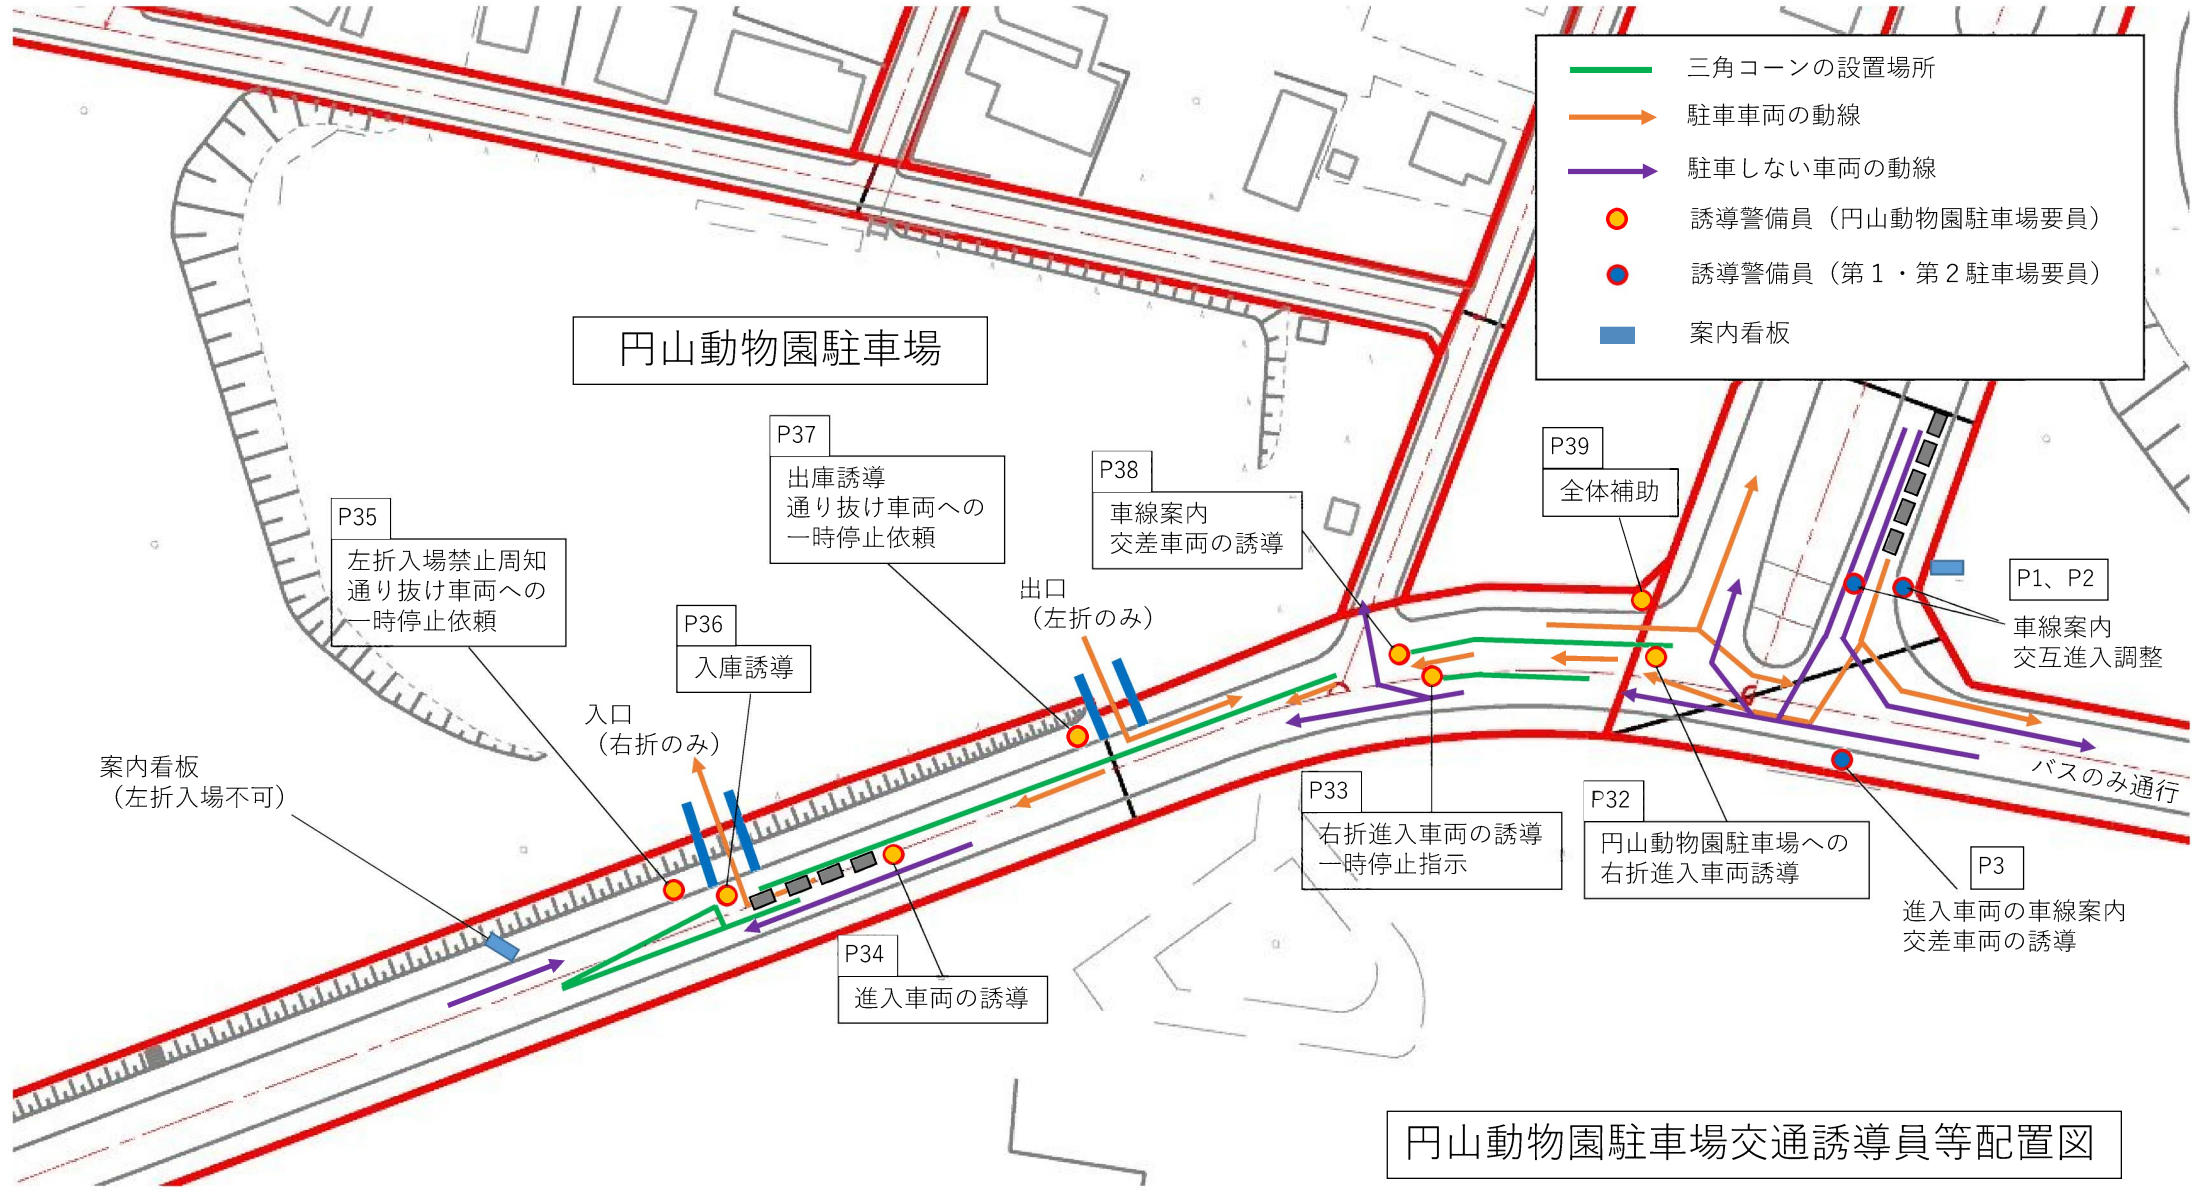 三角コーンの設置場所
駐車車両の動線
駐車しない車両の動線
誘導警備員（円山動物園駐車場要員）
誘導警備員（第１・第２駐車場要員）
案内看板
円山動物園駐車場
P37
出庫誘導
通り抜け車両への
一時停止依頼
P38
車線案内
交差車両の誘導
P39
全体補助
P35
左折入場禁止周知
通り抜け車両への
一時停止依頼
P36
入庫誘導
出口
（左折のみ）
P1、P2
車線案内
交互進入調整
入口
（右折のみ）
案内看板
（左折入場不可）
バスのみ通行
P33
右折進入車両の誘導
一時停止指示
P32
円山動物園駐車場への
右折進入車両誘導
P3
進入車両の車線案内
交差車両の誘導
P34
進入車両の誘導
円山動物園駐車場交通誘導員等配置図